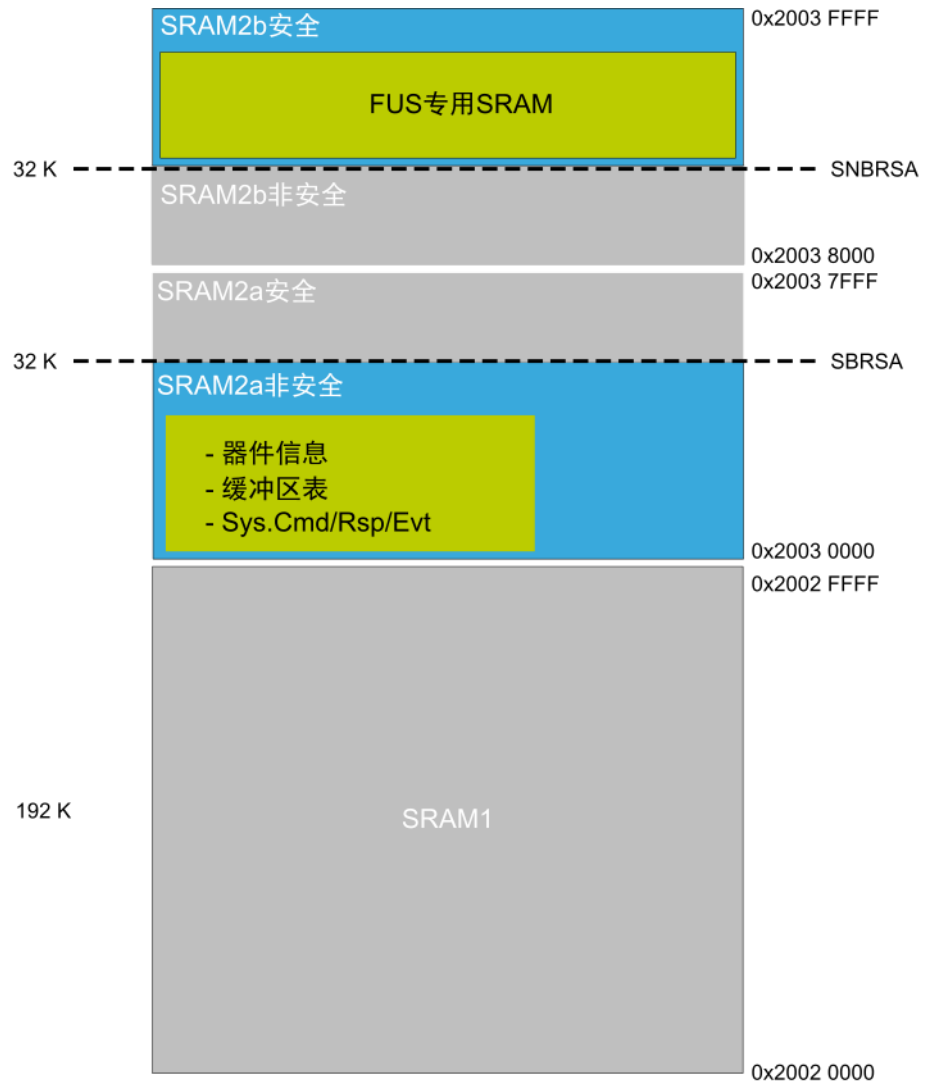 SRAM2b安全
0x2003 FFFF
FUS专用SRAM
32 K
SNBRSA
SRAM2b非安全
0x2003 8000
0x2003 7FFF
SRAM2a安全
32 K
SBRSA
SRAM2a非安全
- 器件信息
- 缓冲区表
- Sys.Cmd/Rsp/Evt
0x2003 0000
0x2002 FFFF
192 K
SRAM1
0x2002 0000